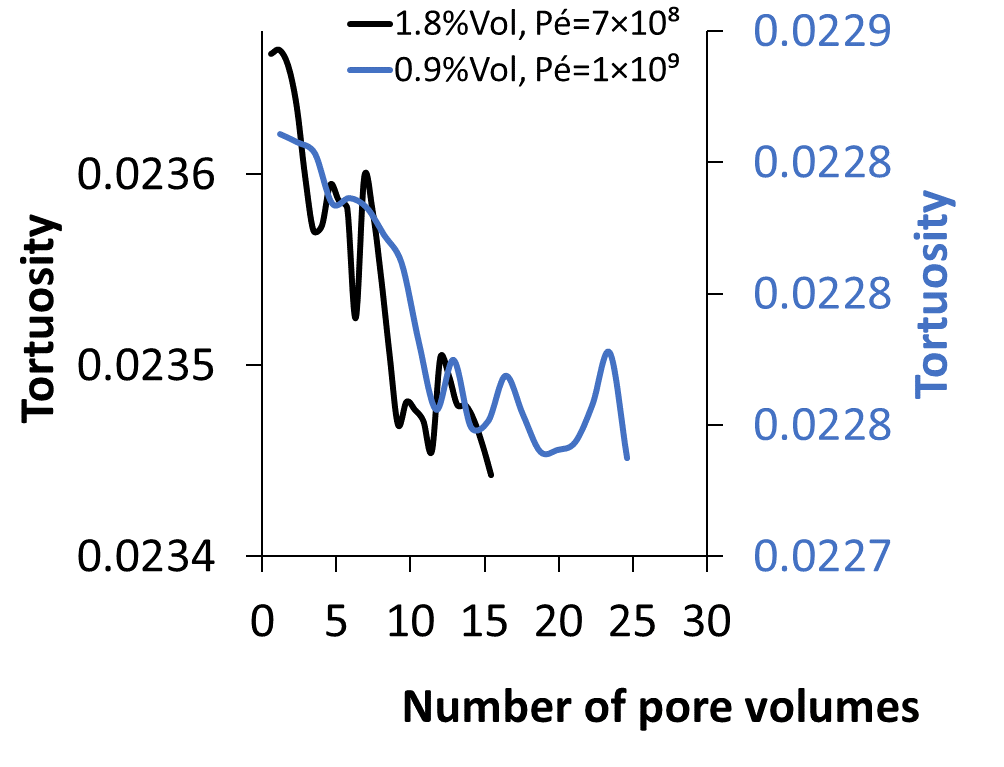 1.8%Vol, Pé=7×10⁸
0.9%Vol, Pé=1×10⁹
Tortuosity
0.0236
0.0235
0.0234
0.0229
0.0228
0.0228
0.0228
0.0227
Tortuosity
0 5 10 15 20 25 30
Number of pore volumes